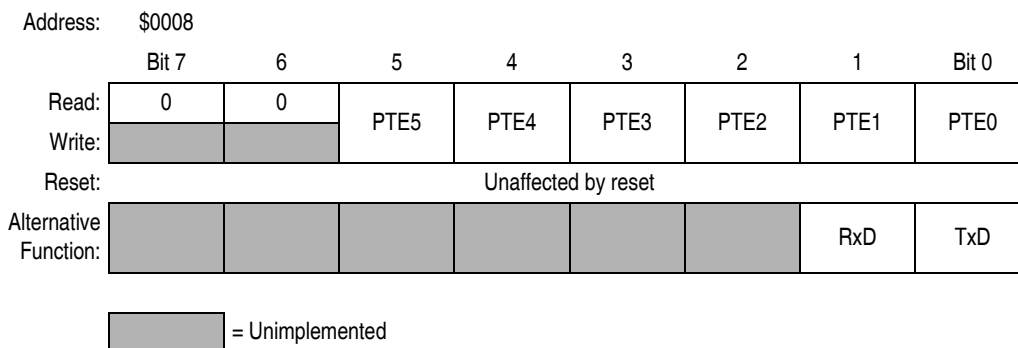 Address: $0008
Bit 7 6 5 4 3 2 1 Bit 0
Read: 0 0 PTE5 PTE4 PTE3 PTE2 PTE1 PTE0
Write:
Reset: Unaffected by reset
Alternative
Function: RxD TxD
= Unimplemented